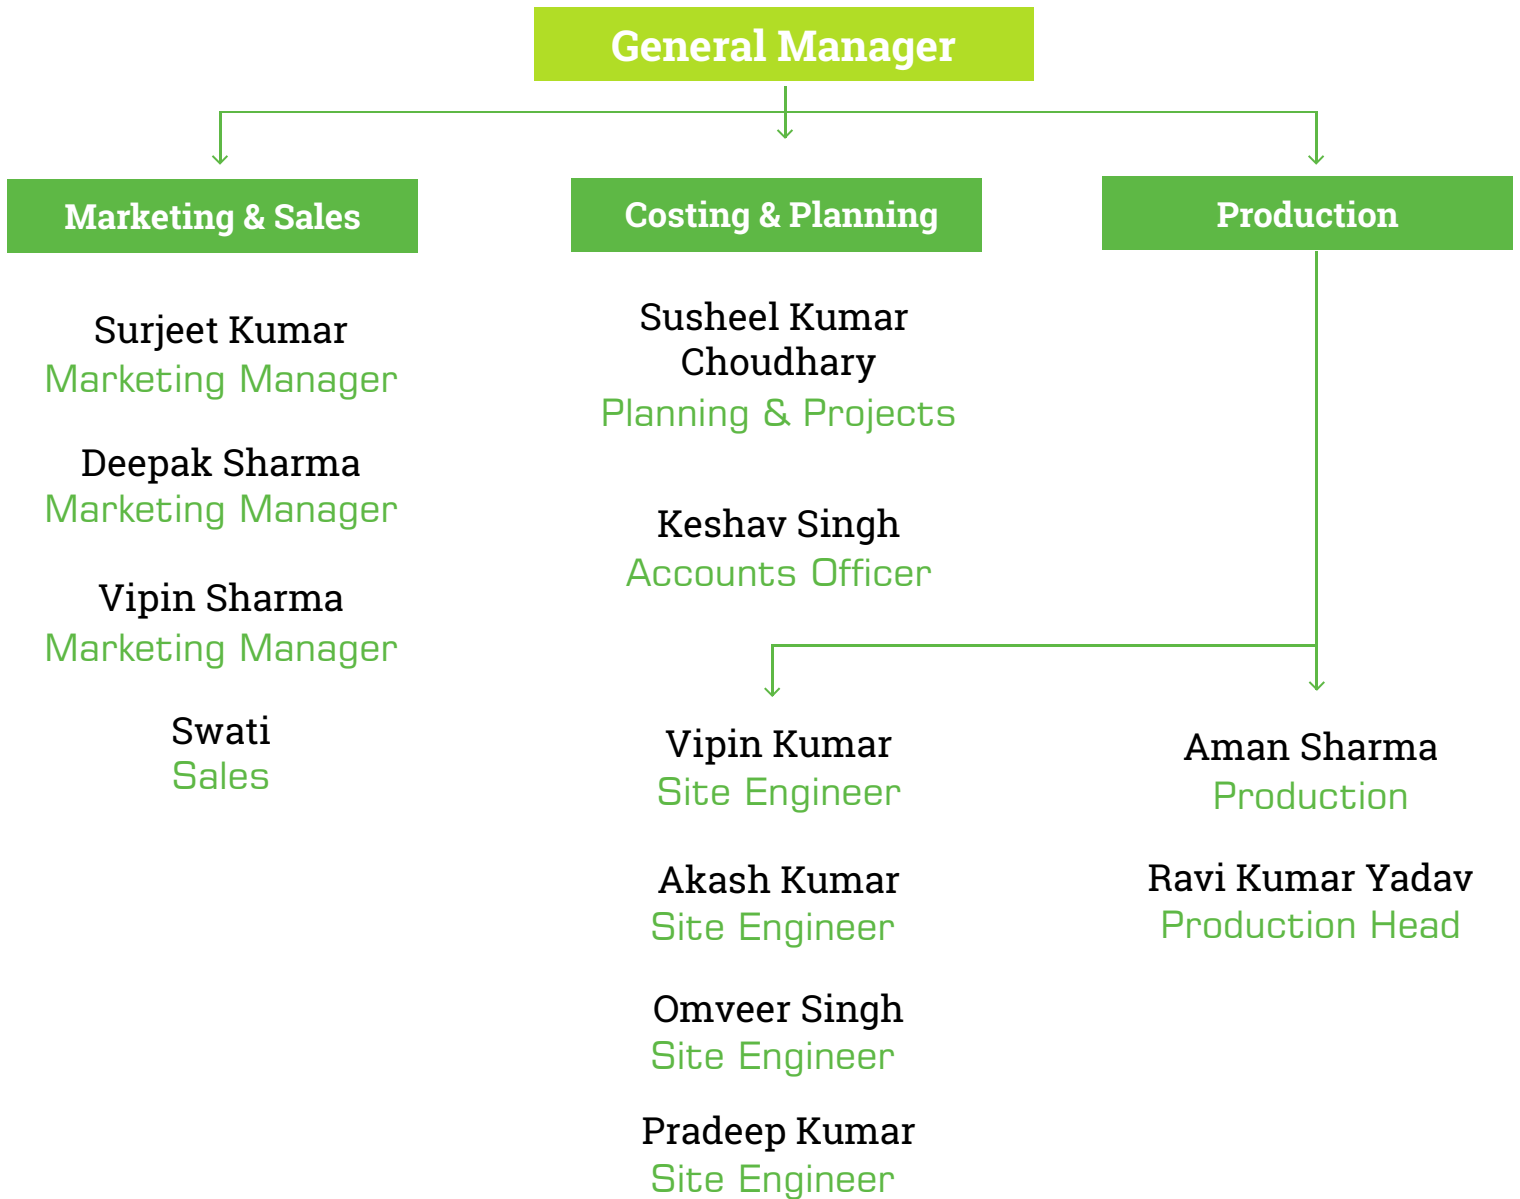 General Manager
Marketing & Sales
Costing & Planning
Production
Surjeet Kumar
Marketing Manager
Deepak Sharma
Marketing Manager
Vipin Sharma
Marketing Manager
Swati
Sales
Susheel Kumar
Choudhary
Planning & Projects
Keshav Singh
Accounts Officer
Vipin Kumar
Site Engineer
Akash Kumar
Site Engineer
Omveer Singh
Site Engineer
Pradeep Kumar
Site Engineer
Aman Sharma
Production
Ravi Kumar Yadav
Production Head